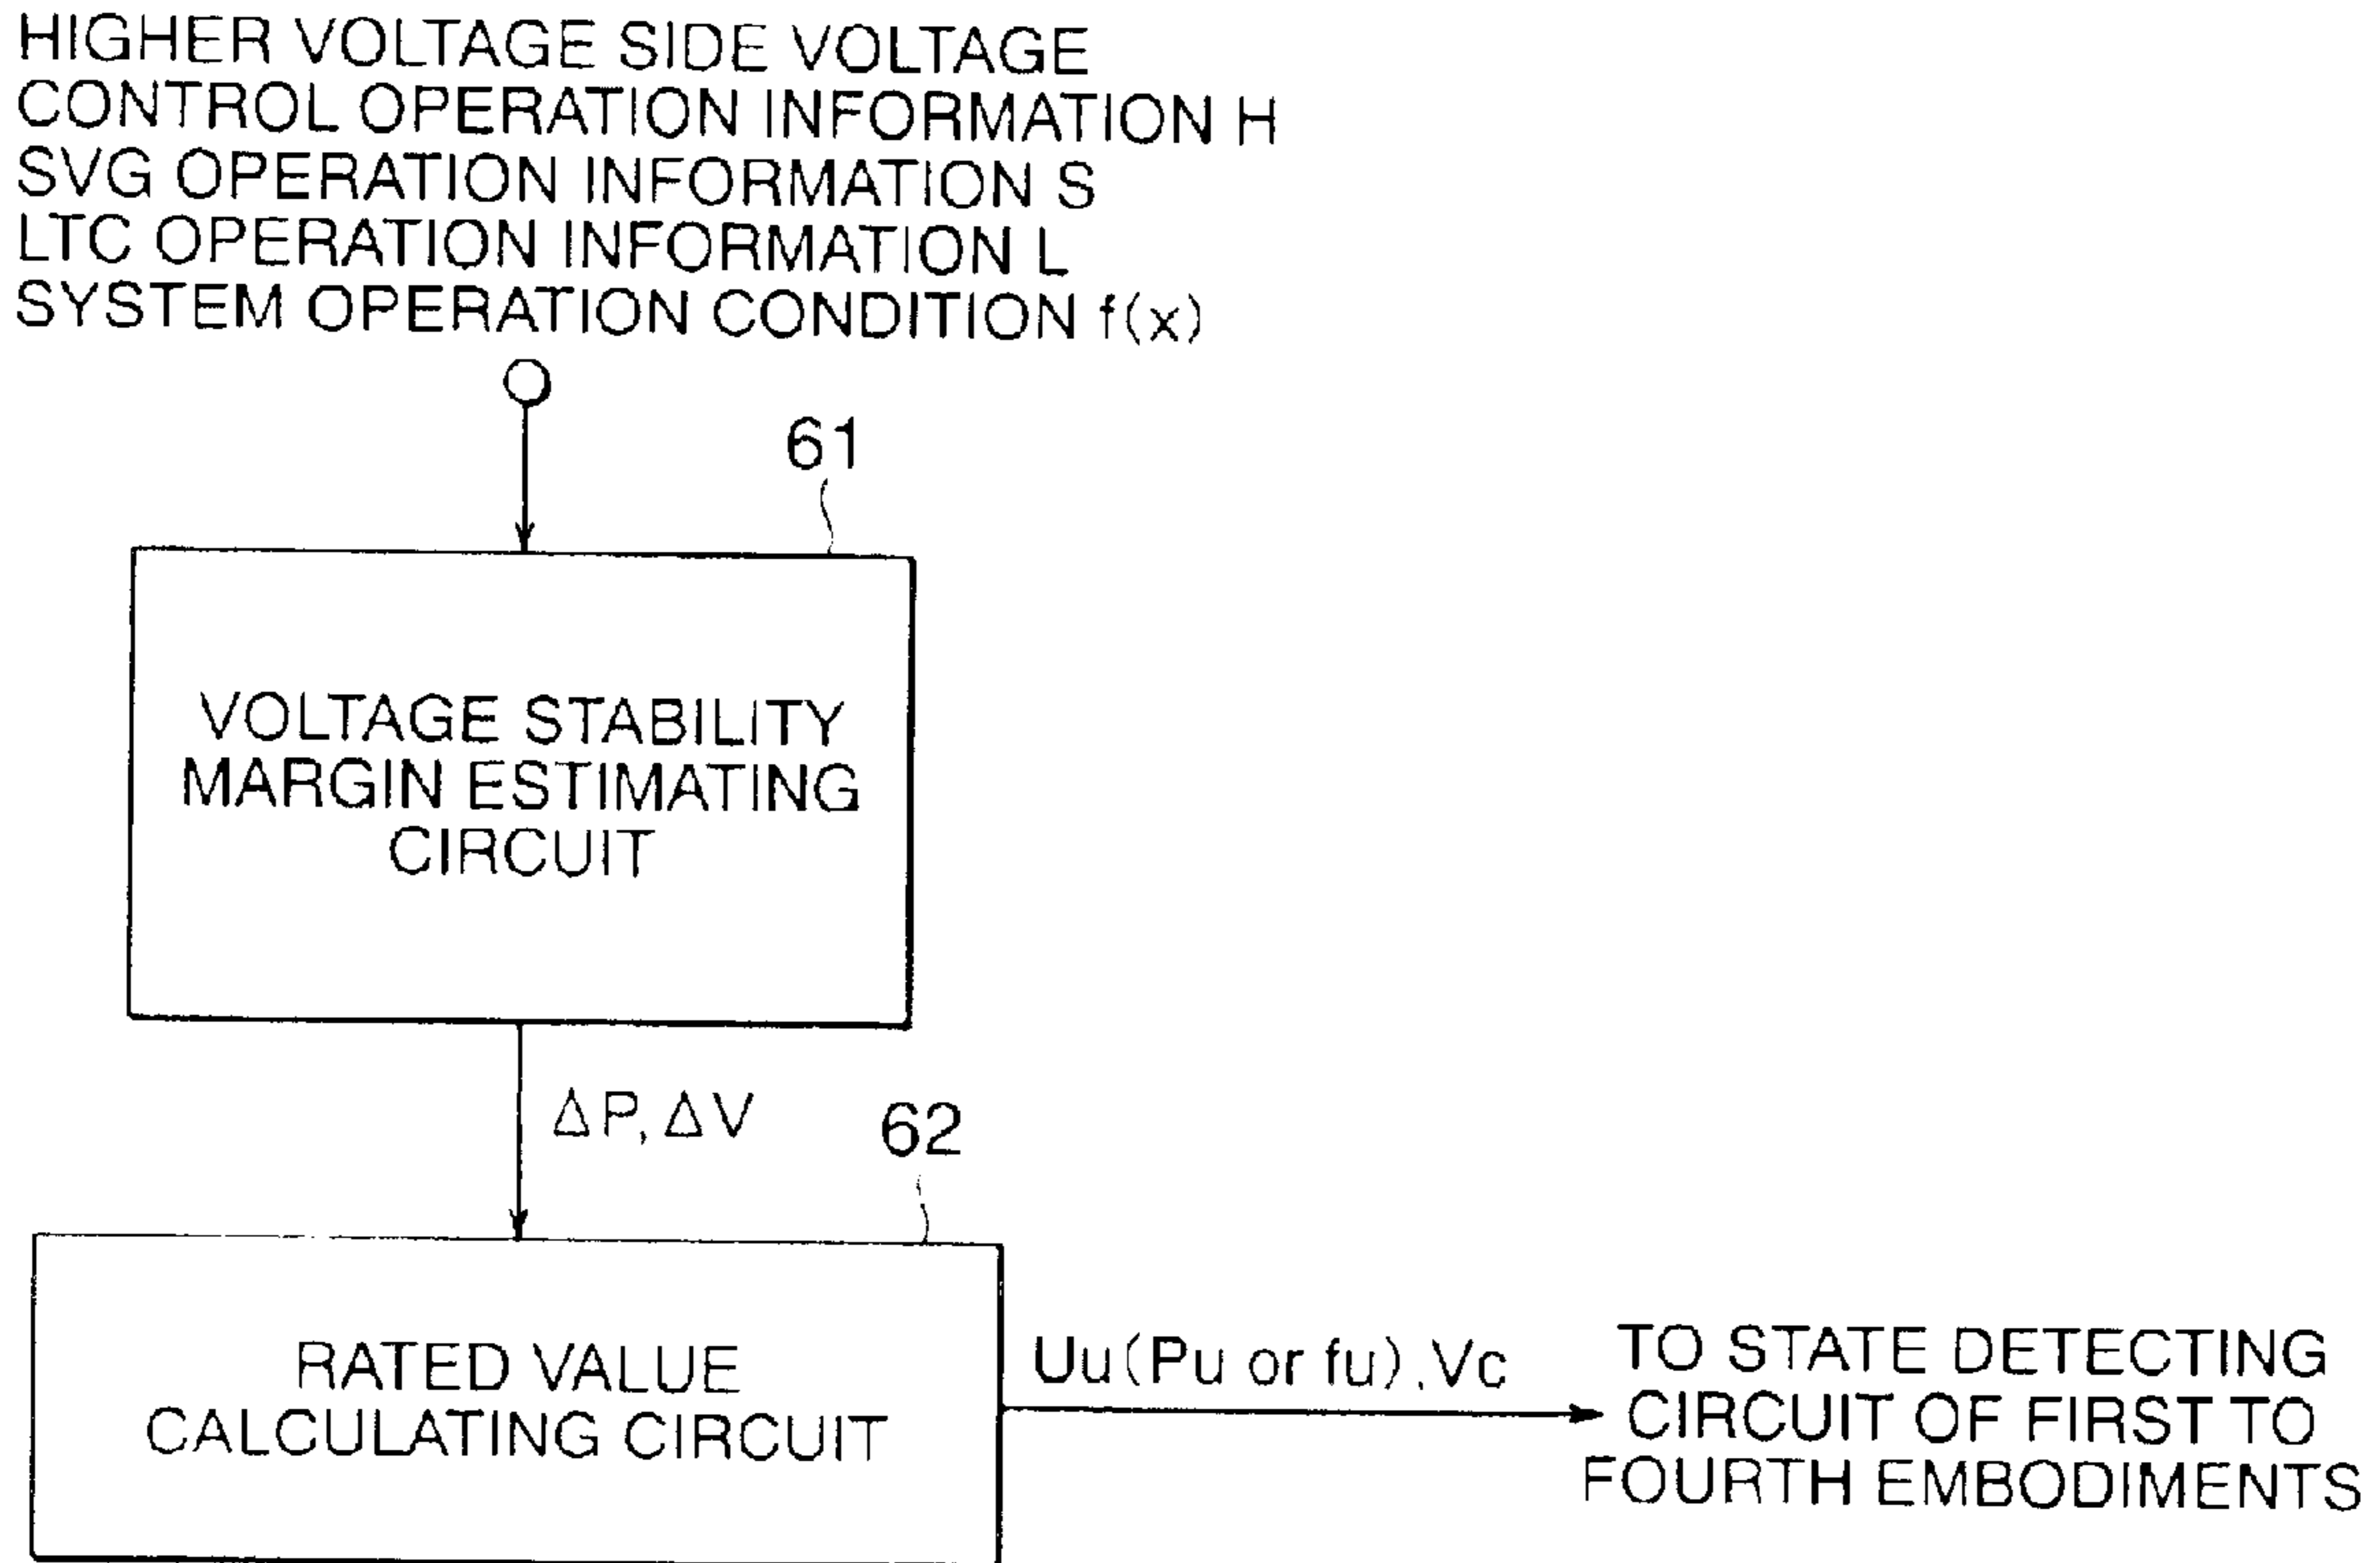 HIGHER VOLTAGE SIDE VOLTAGE
CONTROL OPERATION INFORMATION H
SVG OPERATION INFORMATION S
LTC OPERATION INFORMATION L
SYSTEM OPERATION CONDITION f(x)
61
VOLTAGE STABILITY
MARGIN ESTIMATING
CIRCUIT
ΔP, ΔV
62
RATED VALUE
CALCULATING CIRCUIT
Uu(Pu or fu).Vc
TO STATE DETECTING
CIRCUIT OF FIRST TO
FOURTH EMBODIMENTS